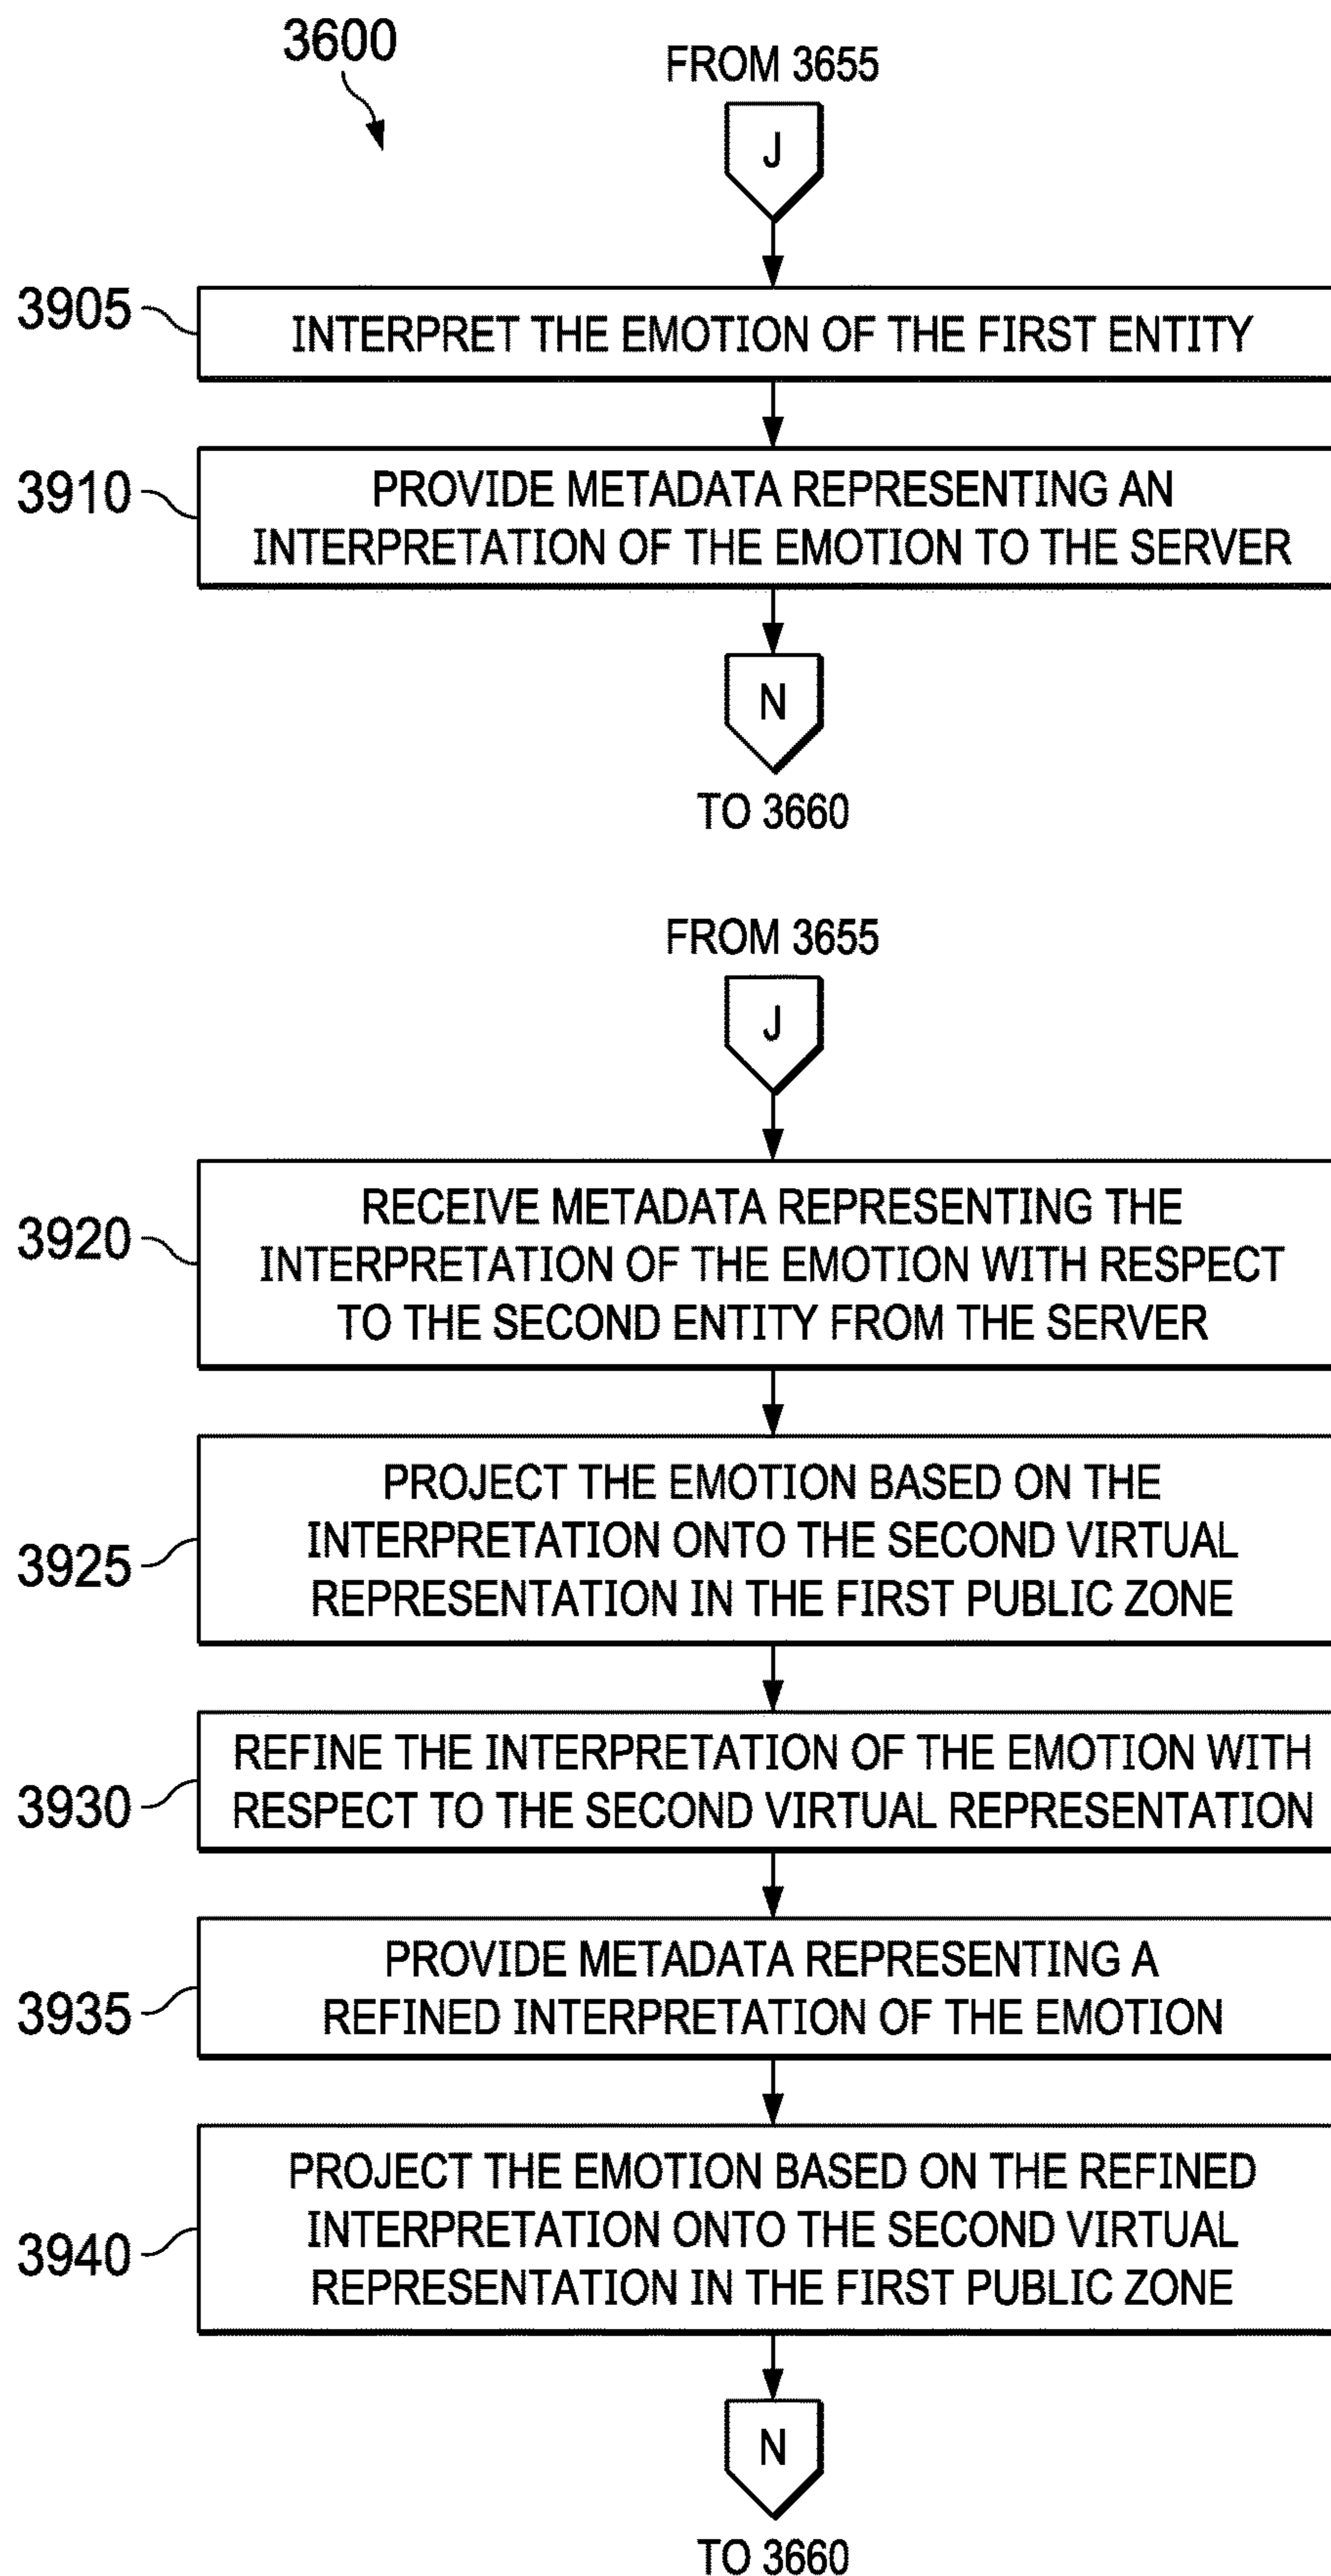 3600
FROM 3655
J
3905
INTERPRET THE EMOTION OF THE FIRST ENTITY
3910
PROVIDE METADATA REPRESENTING AN
INTERPRETATION OF THE EMOTION TO THE SERVER
N
TO 3660
FROM 3655
J
3920
RECEIVE METADATA REPRESENTING THE
INTERPRETATION OF THE EMOTION WITH RESPECT
TO THE SECOND ENTITY FROM THE SERVER
3925
PROJECT THE EMOTION BASED ON THE
INTERPRETATION ONTO THE SECOND VIRTUAL
REPRESENTATION IN THE FIRST PUBLIC ZONE
3930
REFINE THE INTERPRETATION OF THE EMOTION WITH
RESPECT TO THE SECOND VIRTUAL REPRESENTATION
3935
PROVIDE METADATA REPRESENTING A
REFINED INTERPRETATION OF THE EMOTION
3940
PROJECT THE EMOTION BASED ON THE REFINED
INTERPRETATION ONTO THE SECOND VIRTUAL
REPRESENTATION IN THE FIRST PUBLIC ZONE
N
TO 3660